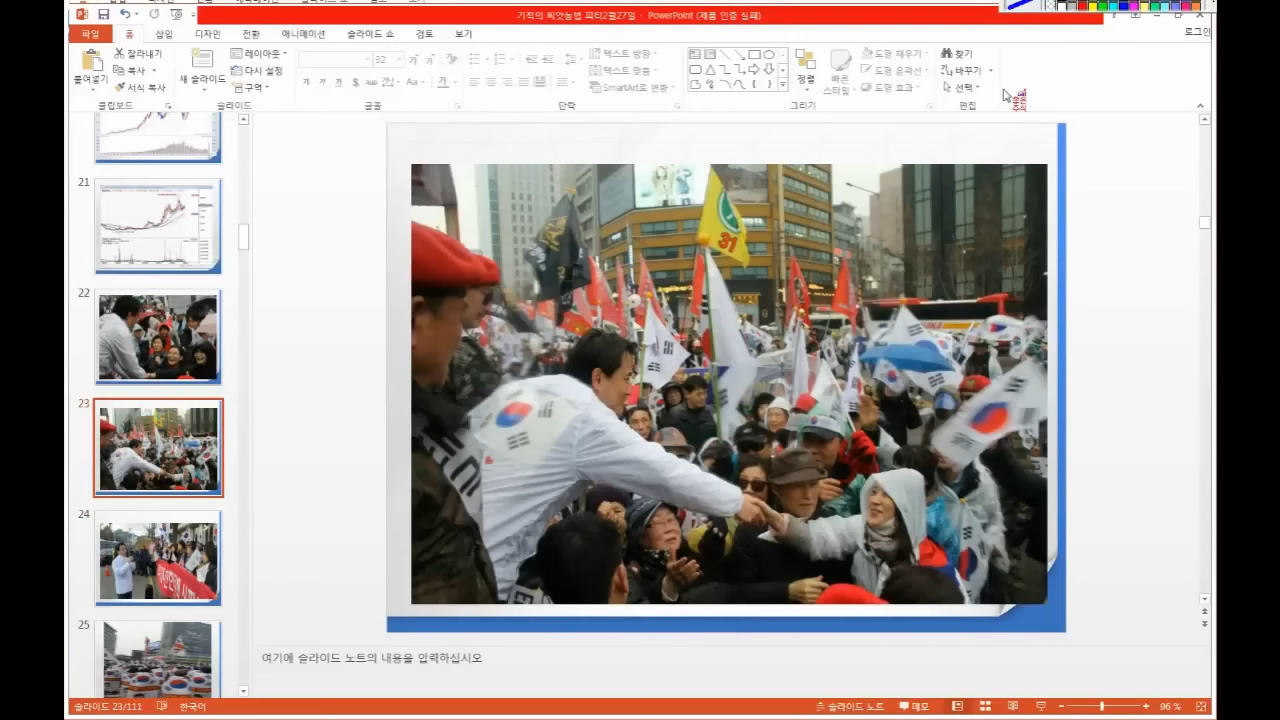 기적의 씨앗농법 파티2월27일 - PowerPoint (제품 인증 실패)
파일 홈 삽입 디자인 전환 애니메이션 슬라이드 쇼 검토 보기
로그인
붙여넣기
잘라내기
복사
서식 복사
클립보드
새 슬라이드
레이아웃
다시 설정
구역
슬라이드
32
글꼴
텍스트 방향
텍스트 맞춤
SmartArt로 변환
단락
정렬
빠른 스타일
도형 채우기
도형 윤곽선
도형 효과
그리기
찾기
바꾸기
선택
편집
21
22
23
24
25
31
여기에 슬라이드 노트의 내용을 입력하십시오
슬라이드 23/111 한국어
슬라이드 노트 메모 96 %